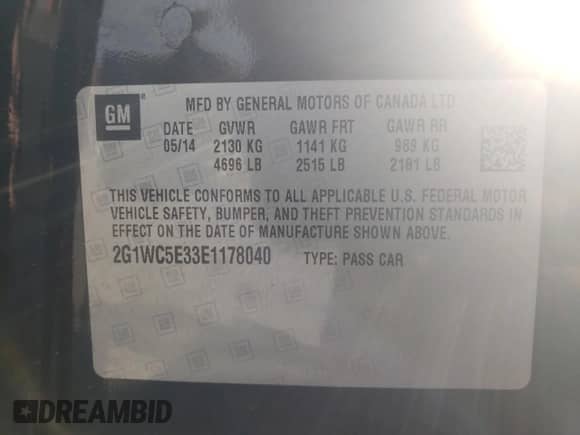 GM ®
MFD BY GENERAL MOTORS OF CANADA LTD
DATE GVWR GAWR FRT GAWR RR
05/14 2130 KG 1141 KG 989 KG
4696 LB 2515 LB 2181 LB
THIS VEHICLE CONFORMS TO ALL APPLICABLE U.S. FEDERAL MOTOR
VEHICLE SAFETY, BUMPER, AND THEFT PREVENTION STANDARDS IN
EFFECT ON THE DATE OF MANUFACTURE SHOWN ABOVE.
2G1WC5E33E1178040 TYPE: PASS CAR
DREAMBID